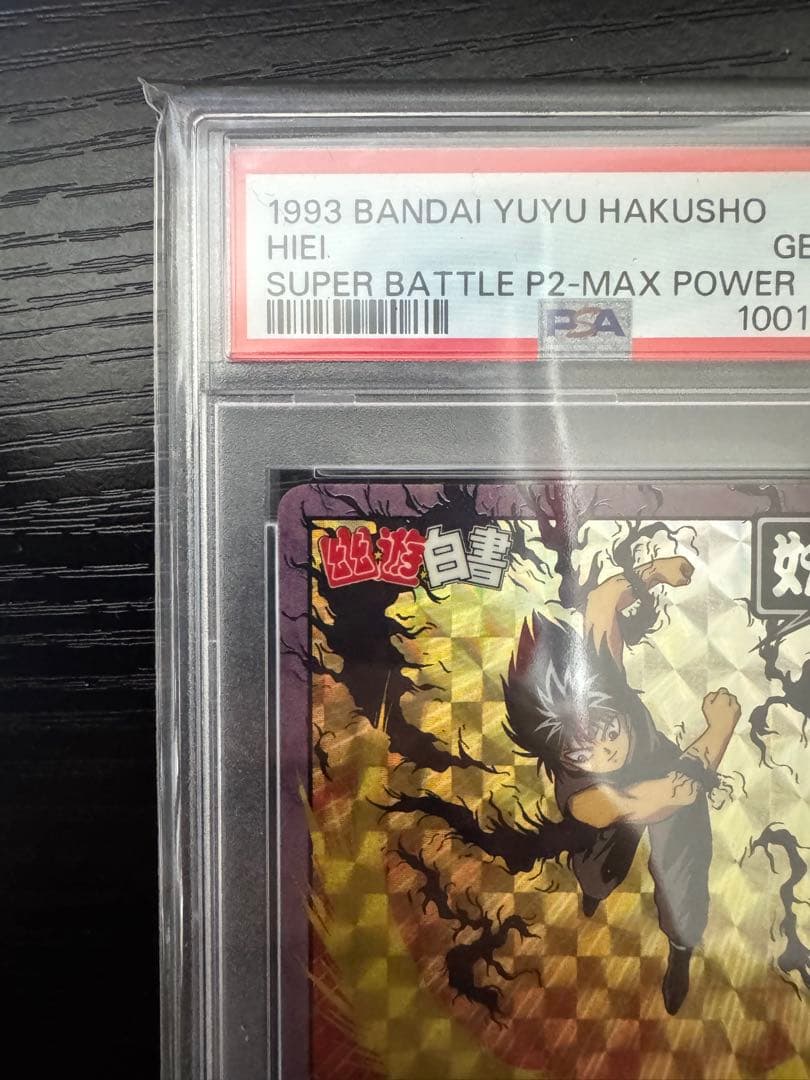 1993 BANDAI YUYU HAKUSHO
HIEI
GE
SUPER BATTLE P2-MAX POWER
PSA
1001
幽☆遊☆白書